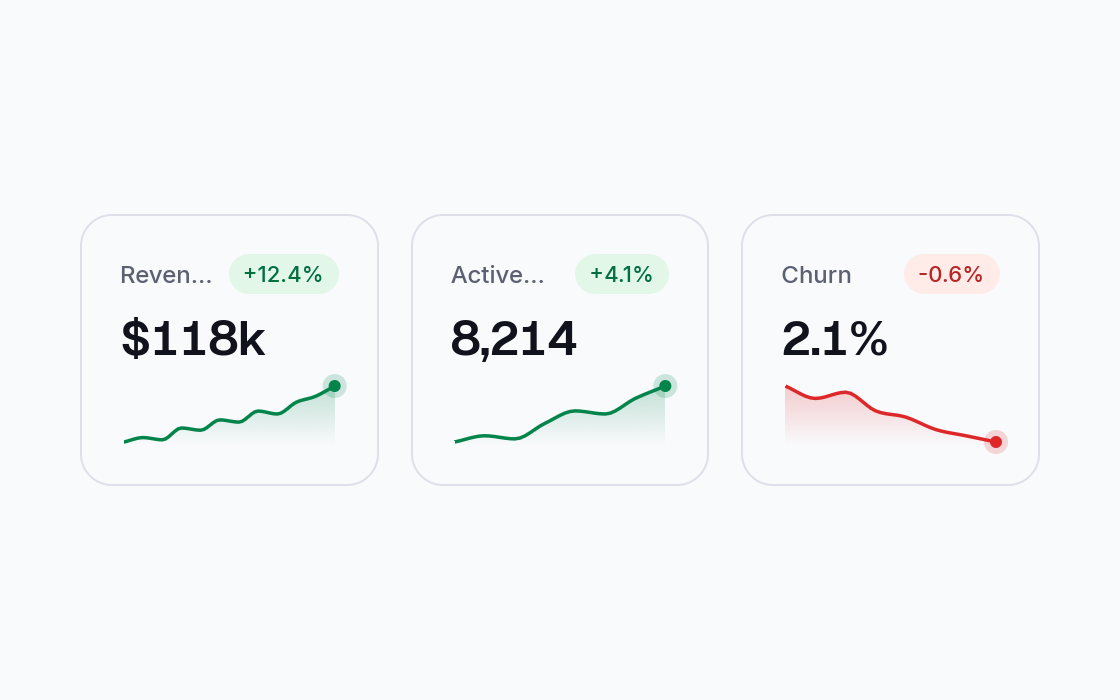 Reven... +12.4%
$118k
Active... +4.1%
8,214
Churn -0.6%
2.1%